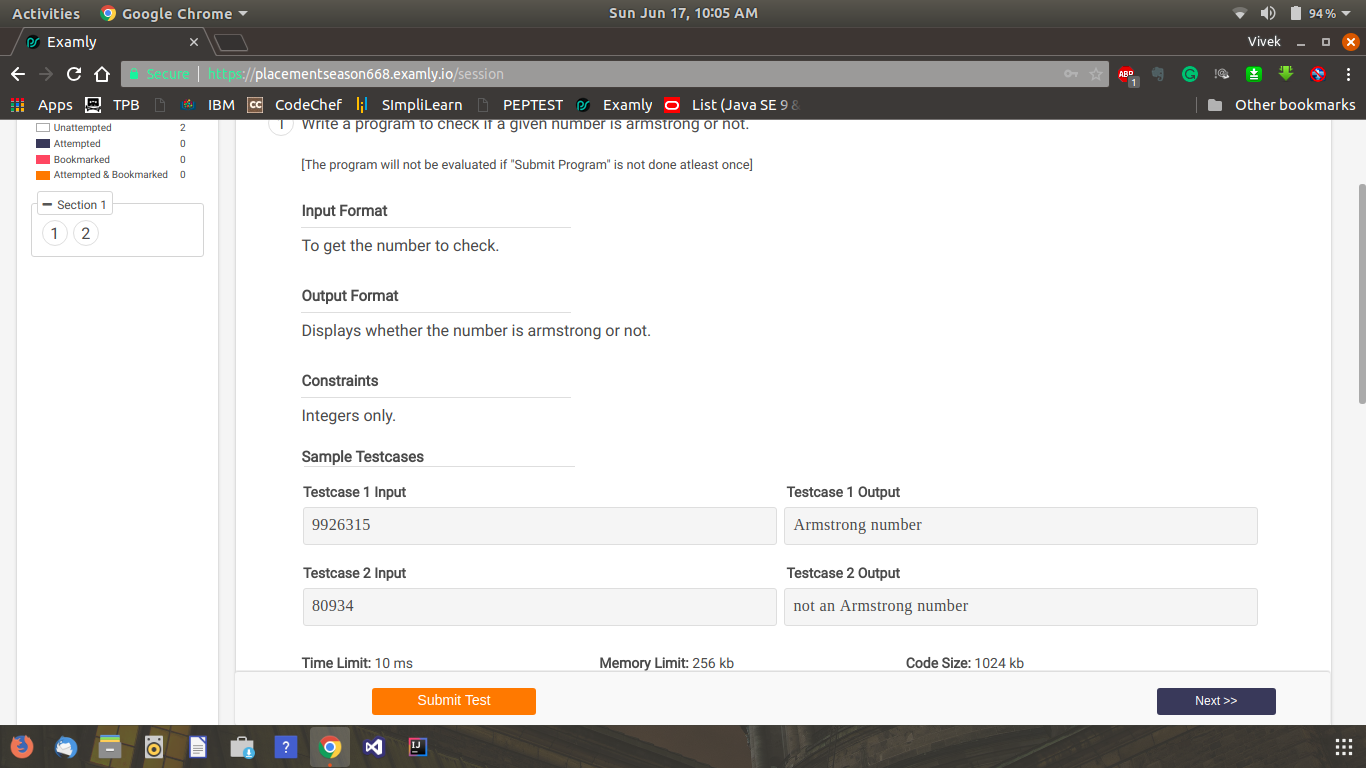 Activities Google Chrome Sun Jun 17, 10:05 AM 94%
Examly Vivek
Secure https://placementseason668.examly.io/session ABP 1
Apps TPB IBM CC CodeChef SImpliLearn PEPTEST Examly List (Java SE 9 & Other bookmarks
Unattempted 2
Attempted 0
Bookmarked 0
Attempted & Bookmarked 0
Section 1
1 2
1 Write a program to check if a given number is armstrong or not.
[The program will not be evaluated if "Submit Program" is not done atleast once]
Input Format
To get the number to check.
Output Format
Displays whether the number is armstrong or not.
Constraints
Integers only.
Sample Testcases
Testcase 1 Input Testcase 1 Output
9926315 Armstrong number
Testcase 2 Input Testcase 2 Output
80934 not an Armstrong number
Time Limit: 10 ms Memory Limit: 256 kb Code Size: 1024 kb
Submit Test Next >>
? IJ